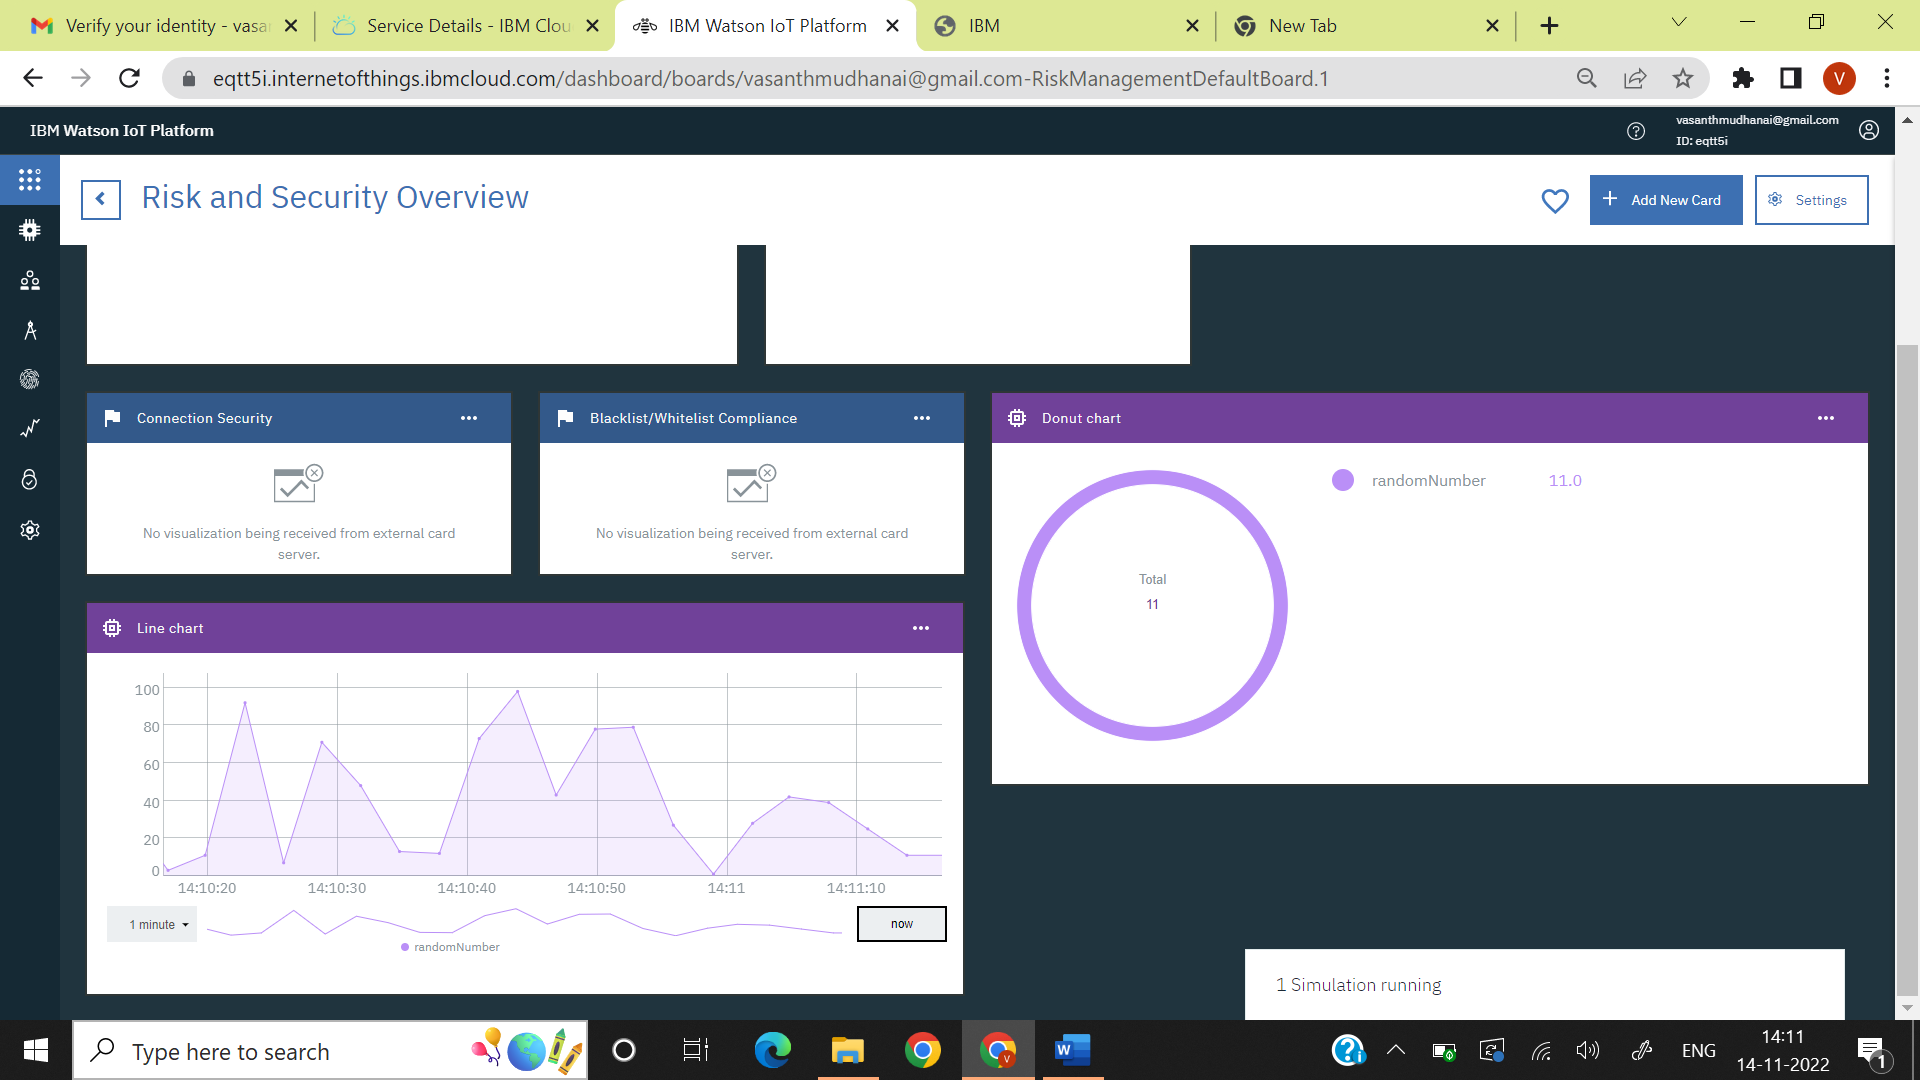 Verify your identity - vasa
Service Details - IBM Clou
IBM Watson IoT Platform
IBM
New Tab
eqtt5i.internetofthings.ibmcloud.com/dashboard/boards/vasanthmudhanai@gmail.com-RiskManagementDefaultBoard.1
V
IBM Watson IoT Platform
vasanthmudhanai@gmail.com
ID: eqtt5i
Risk and Security Overview
Add New Card
Settings
Connection Security
Blacklist/Whitelist Compliance
Donut chart
No visualization being received from external card
server.
No visualization being received from external card
server.
randomNumber 11.0
Total
11
Line chart
100
80
60
40
20
0
14:10:20 14:10:30 14:10:40 14:10:50 14:11 14:11:10
1 minute
now
randomNumber
1 Simulation running
Type here to search
V
W
ENG
14:11
14-11-2022
1